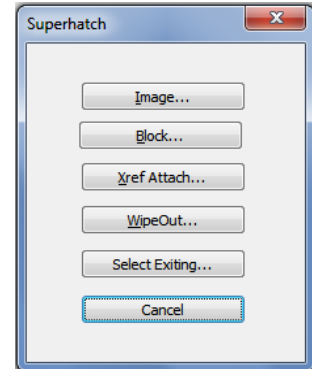 Superhatch
Image...
Block...
Xref Attach...
WipeOut...
Select Exiting...
Cancel